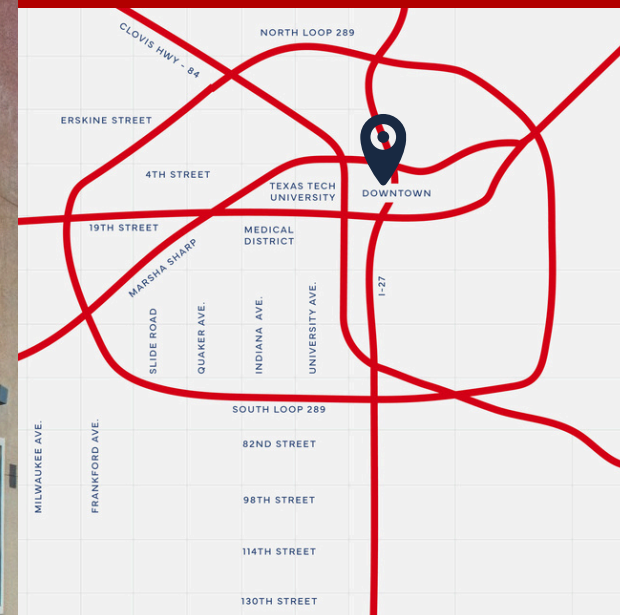 NORTH LOOP 289
CLOVIS HWY - 84
ERSKINE STREET
4TH STREET
TEXAS TECH
UNIVERSITY
DOWNTOWN
19TH STREET
MEDICAL
DISTRICT
MARSHA SHARP
I-27
SLIDE ROAD
QUAKER AVE.
INDIANA AVE.
UNIVERSITY AVE.
SOUTH LOOP 289
MILWAUKEE AVE.
FRANKFORD AVE.
82ND STREET
98TH STREET
114TH STREET
130TH STREET